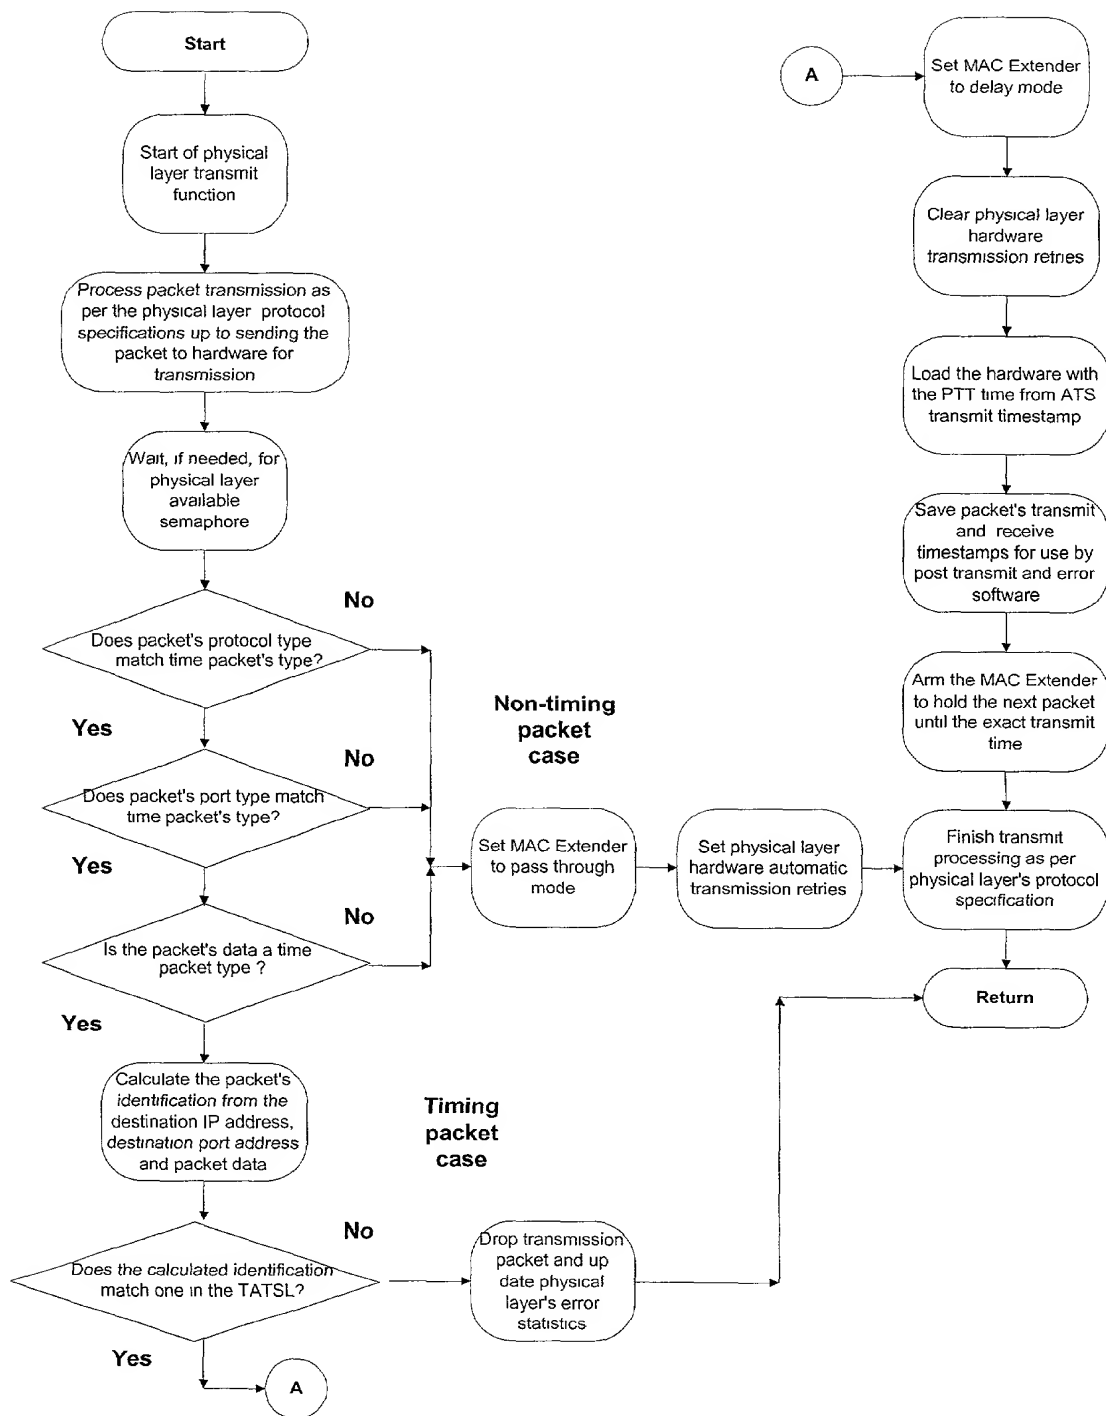 Start
Start of physical
layer transmit
function
Process packet transmission as
per the physical layer protocol
specifications up to sending the
packet to hardware for
transmission
Wait, if needed, for
physical layer
available
semaphore
No
Does packet's protocol type
match time packet's type?
Yes
No
Does packet's port type match
time packet's type?
Yes
No
Is the packet's data a time
packet type ?
Yes
Calculate the packet's
identification from the
destination IP address,
destination port address
and packet data
No
Does the calculated identification
match one in the TATSL?
Yes
A
Non-timing
packet
case
Set MAC Extender
to pass through
mode
Set physical layer
hardware automatic
transmission retries
Timing
packet
case
Drop transmission
packet and up
date physical
layer's error
statistics
A
Set MAC Extender
to delay mode
Clear physical layer
hardware
transmission retries
Load the hardware with
the PTT time from ATS
transmit timestamp
Save packet's transmit
and receive
timestamps for use by
post transmit and error
software
Arm the MAC Extender
to hold the next packet
until the exact transmit
time
Finish transmit
processing as per
physical layer's protocol
specification
Return